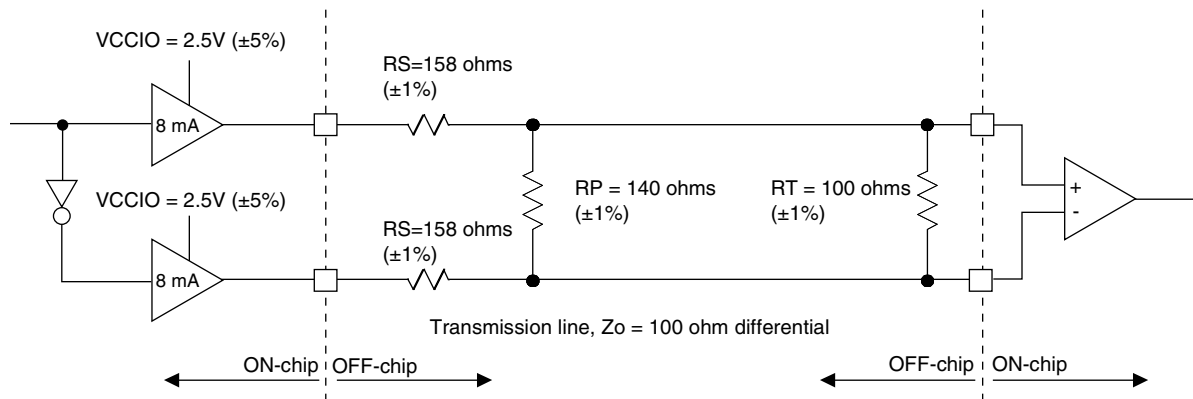 VCCIO = 2.5V (±5%)
8 mA
RS=158 ohms
(±1%)
VCCIO = 2.5V (±5%)
8 mA
RS=158 ohms
(±1%)
RP = 140 ohms
(±1%)
RT = 100 ohms
(±1%)
+
-
Transmission line, Zo = 100 ohm differential
ON-chip
OFF-chip
OFF-chip
ON-chip